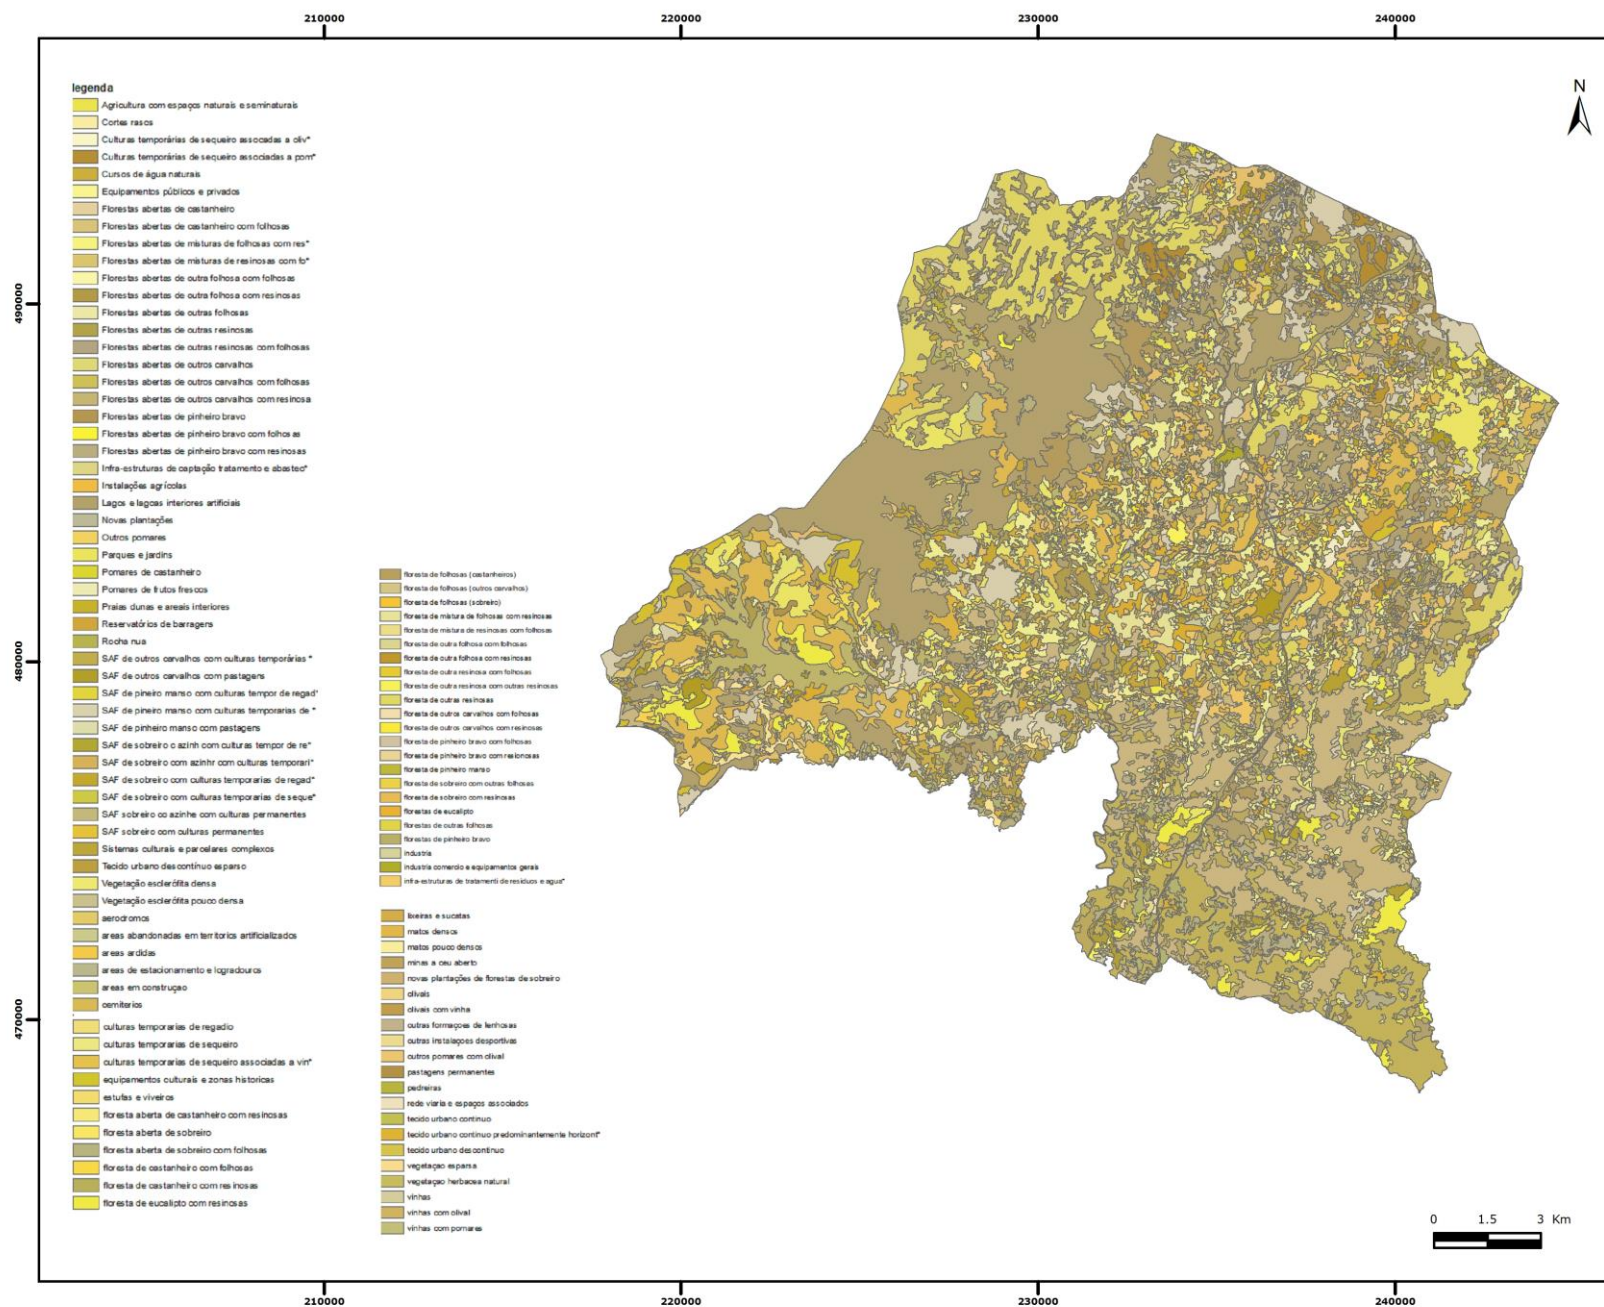 210000
220000
230000
240000
490000
480000
470000
N
legenda
Agricultura com espaços naturais e seminaturais
Cortes rasos
Culturas temporárias de sequeiro assocadas a oliv*
Culturas temporárias de sequeiro associadas a pom*
Cursos de água naturais
Equipamentos públicos e privados
Florestas abertas de castanheiro
Florestas abertas de castanheiro com folhosas
Florestas abertas de misturas de folhosas com res*
Florestas abertas de misturas de resinosas com fo*
Florestas abertas de outra folhosa com folhosas
Florestas abertas de outra folhosa com resinosas
Florestas abertas de outras folhosas
Florestas abertas de outras resinosas
Florestas abertas de outras resinosas com folhosas
Florestas abertas de outros carvalhos
Florestas abertas de outros carvalhos com folhosas
Florestas abertas de outros carvalhos com resinosa
Florestas abertas de pinheiro bravo
Florestas abertas de pinheiro bravo com folhosas
Florestas abertas de pinheiro bravo com resinosas
Infra-estruturas de captação tratamento e abastec*
Instalações agrícolas
Lagos e lagoas interiores artificiais
Novas plantações
Outros pomares
Parques e jardins
Pomares de castanheiro
Pomares de frutos frescos
Praias dunas e areais interiores
Reservatórios de barragens
Rocha nua
SAF de outros carvalhos com culturas temporárias *
SAF de outros carvalhos com pastagens
SAF de pineiro manso com culturas tempor de regad*
SAF de pineiro manso com culturas temporarias de *
SAF de pinheiro manso com pastagens
SAF de sobreiro o azinh com culturas tempor de re*
SAF de sobreiro com azinhr com culturas temporari*
SAF de sobreiro com culturas temporarias de regad*
SAF de sobreiro com culturas temporarias de seque*
SAF sobreiro co azinhe com culturas permanentes
SAF sobreiro com culturas permanentes
Sistemas culturais e parcelares complexos
Tecido urbano descontínuo esparso
Vegetação esclerófita densa
Vegetação esclerófita pouco densa
aerodromos
areas abandonadas em territorios artificializados
areas ardidas
areas de estacionamento e logradouros
areas em construçao
cemiterios
culturas temporarias de regadio
culturas temporarias de sequeiro
culturas temporarias de sequeiro associadas a vin*
equipamentos culturais e zonas historicas
estufas e viveiros
floresta aberta de castanheiro com resinosas
floresta aberta de sobreiro
floresta aberta de sobreiro com folhosas
floresta de castanheiro com folhosas
floresta de castanheiro com resinosas
floresta de eucalipto com resinosas
floresta de folhosas (castanheiros)
floresta de folhosas (outros carvalhos)
floresta de folhosas (sobreiro)
floresta de mistura de folhosas com resinosas
floresta de mistura de resinosas com folhosas
floresta de outra folhosa com folhosas
floresta de outra folhosa com resinosas
floresta de outra resinosa com folhosas
floresta de outra resinosa com outras resinosas
floresta de outras resinosas
floresta de outros carvalhos com folhosas
floresta de outros carvalhos com resinosas
floresta de pinheiro bravo com folhosas
floresta de pinheiro bravo com resionosas
floresta de pinheiro manso
floresta de sobreiro com outras folhosas
floresta de sobreiro com resinosas
florestas de eucalipto
florestas de outras folhosas
florestas de pinheiro bravo
industria
industria comercio e equipamentos gerais
infra-estruturas de tratamenti de residuos e agua*
lixeiras e sucatas
matos densos
matos pouco densos
minas a ceu aberto
novas plantações de florestas de sobreiro
olivais
olivais com vinha
outras formaçoes de lenhosas
outras instalaçoes desportivas
outros pomares com olival
pastagens permanentes
pedreiras
rede viaria e espaços associados
tecido urbano continuo
tecido urbano continuo predominantemente horizont*
tecido urbano descontinuo
vegetaçao esparsa
vegetaçao herbacea natural
vinhas
vinhas com olival
vinhas com pomares
0 1.5 3 Km
490000
480000
470000
210000
220000
230000
240000